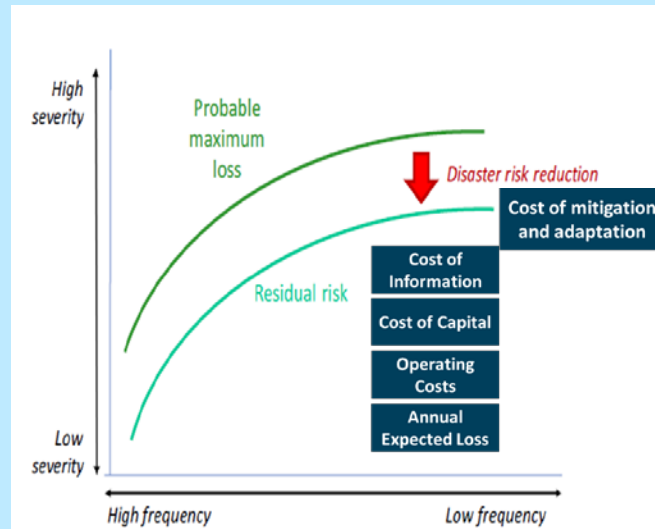 High
severity
Probable
maximum
loss
Disaster risk reduction
Cost of mitigation
and adaptation
Cost of
Information
Residual risk
Cost of Capital
Operating
Costs
Annual
Expected Loss
Low
severity
High frequency
Low frequency